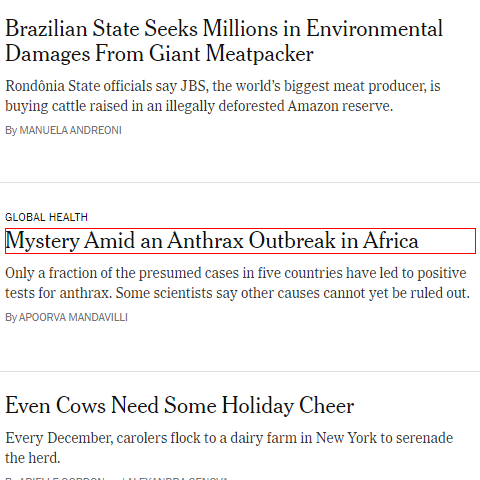 Brazilian State Seeks Millions in Environmental
Damages From Giant Meatpacker
Rondônia State officials say JBS, the world's biggest meat producer, is
buying cattle raised in an illegally deforested Amazon reserve.
By MANUELA ANDREONI
GLOBAL HEALTH
Mystery Amid an Anthrax Outbreak in Africa
Only a fraction of the presumed cases in five countries have led to positive
tests for anthrax. Some scientists say other causes cannot yet be ruled out.
By APOORVA MANDAVILLI
Even Cows Need Some Holiday Cheer
Every December, carolers flock to a dairy farm in New York to serenade
the herd.